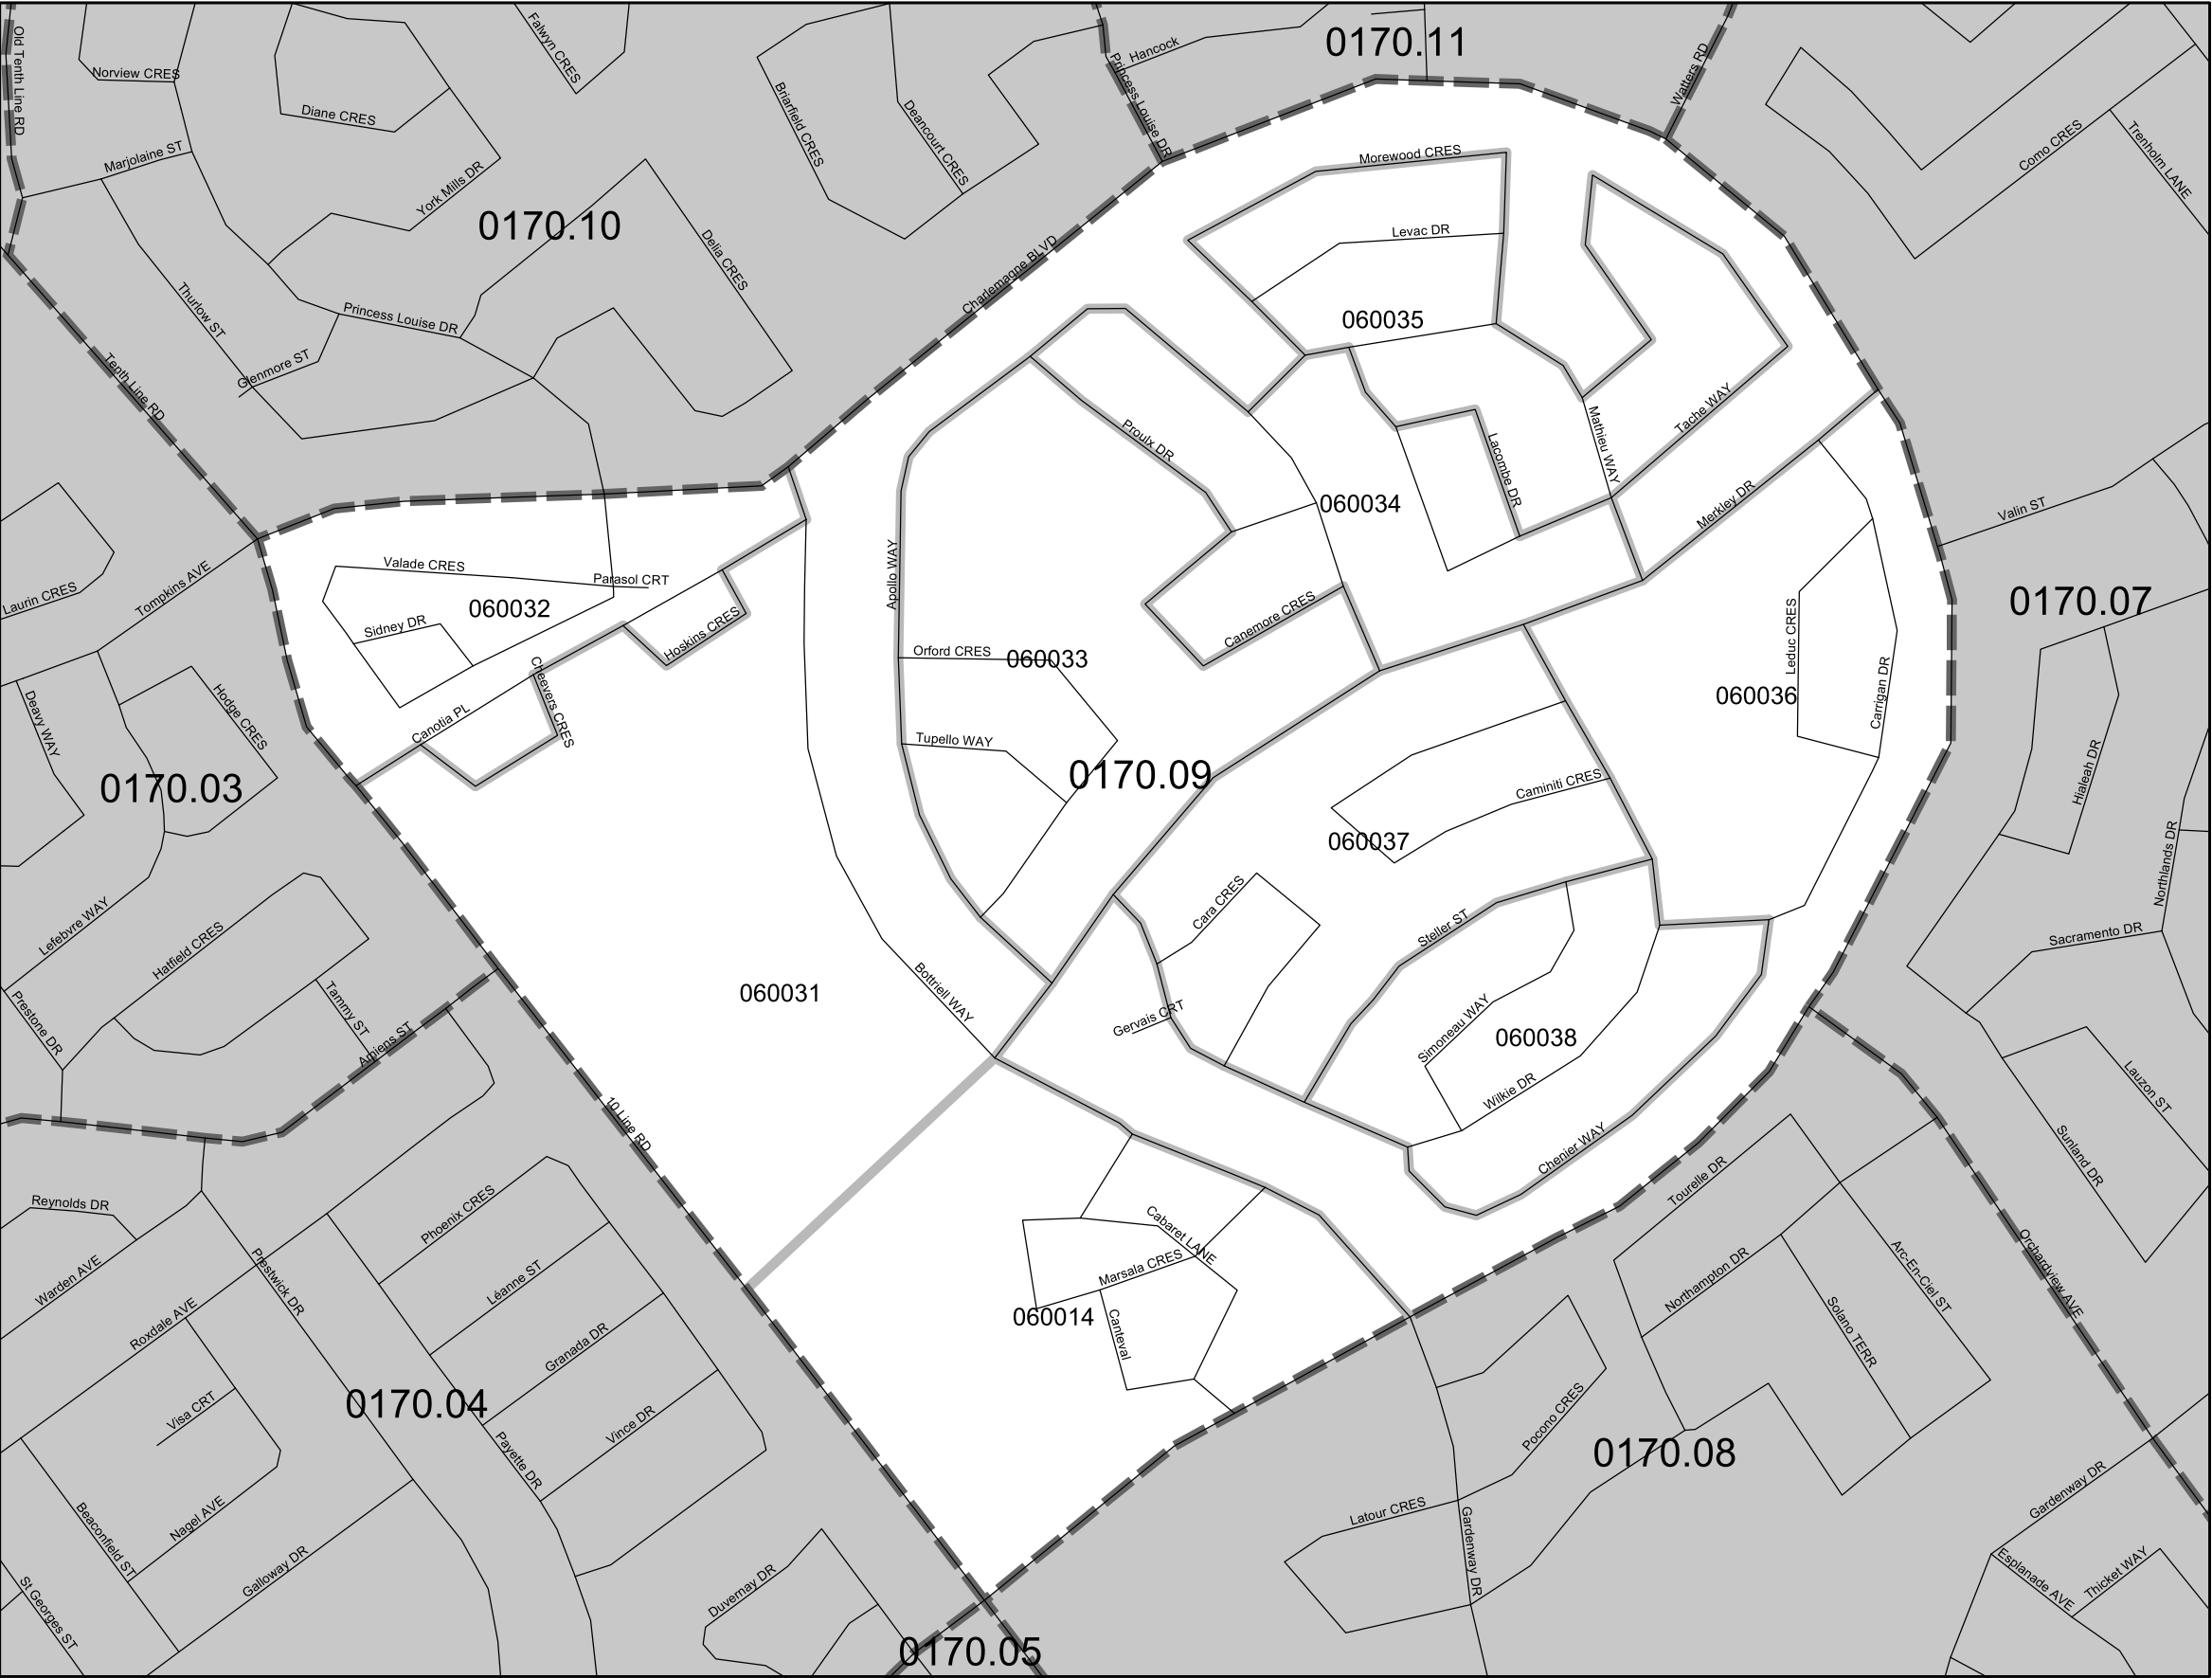 Old Tenth Line RD
Norview CRES
Diane CRES
Falwyn CRES
Briarfield CRES
Deancourt CRES
Princess Louise DR
Hancock
0170.11
Watters RD
Como CRES
Trenholm LANE
Marjolaine ST
York Mills DR
0170.10
Delia CRES
Thurlow ST
Princess Louise DR
Glenmore ST
Tenth Line RD
Charlemagne BLVD
Morewood CRES
Levac DR
060035
Proulx DR
Mathieu WAY
Tache WAY
Lacombe DR
060034
Merkley DR
Valin ST
Laurin CRES
Tompkins AVE
Valade CRES
Parasol CRT
060032
Sidney DR
Hoskins CRES
Cheevers CRES
Canotia PL
Apollo WAY
Canemore CRES
Orford CRES
060033
Tupello WAY
0170.09
Leduc CRES
060036
Carrigan DR
0170.07
Hialeah DR
Northlands DR
Deavy WAY
Hodge CRES
0170.03
Caminiti CRES
060037
Cara CRES
Steller ST
Lefebvre WAY
Hatfield CRES
Sacramento DR
Prestone DR
Tammy ST
Amiens ST
060031
Bottriell WAY
Gervais CRT
Simoneau WAY
060038
Wilkie DR
Chenier WAY
Lauzon ST
Sunland DR
10 Line RD
Tourelle DR
Reynolds DR
Warden AVE
Phoenix CRES
Prestwick DR
Léanne ST
Roxdale AVE
Granada DR
Cabaret LANE
Marsala CRES
060014
Canteval
Northampton DR
Arc-En-Ciel ST
Orchardview AVE
Solano TERR
0170.04
Visa CRT
Vince DR
Payette DR
Pocono CRES
0170.08
Gardenway DR
Beaconfield ST
Nagel AVE
Galloway DR
Latour CRES
Gardenway DR
St Georges ST
Duvernay DR
Esplanade AVE
Thicket WAY
0170.05